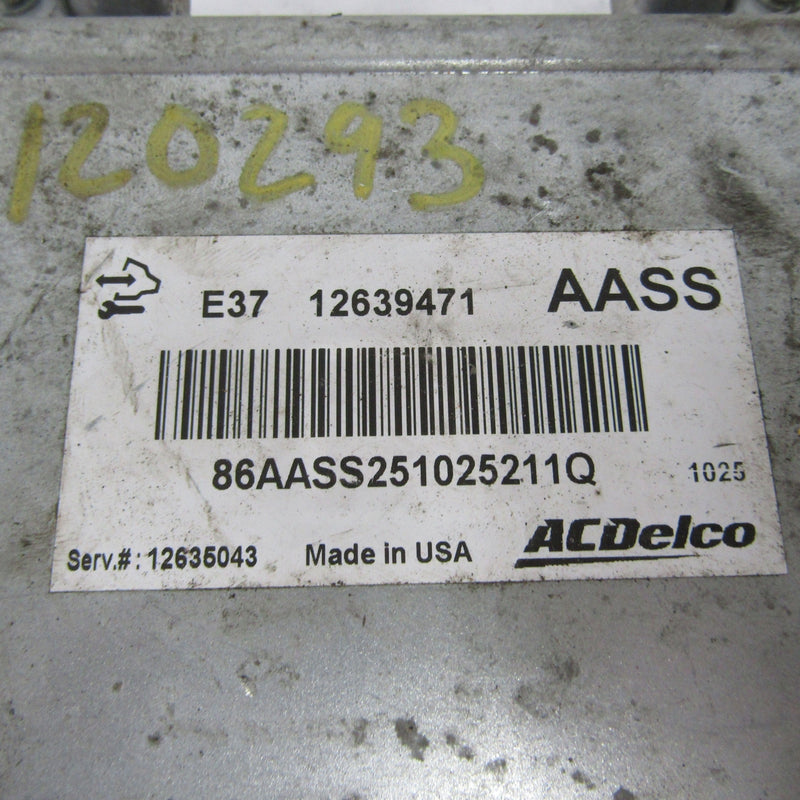 120293
E37 12639471 AASS
86AASS251025211Q 1025
Serv.#: 12635043 Made in USA ACDelco